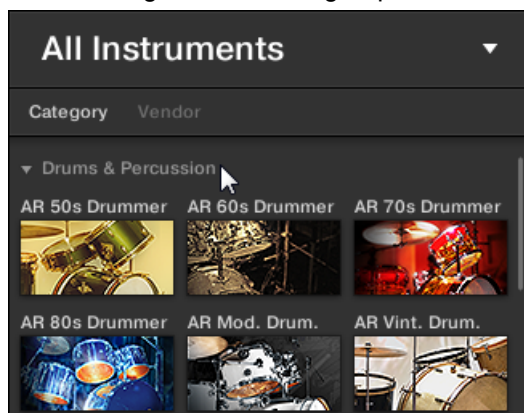 All Instruments
Category Vendor
Drums & Percussion
AR 50s Drummer AR 60s Drummer AR 70s Drummer
AR 80s Drummer AR Mod. Drum. AR Vint. Drum.